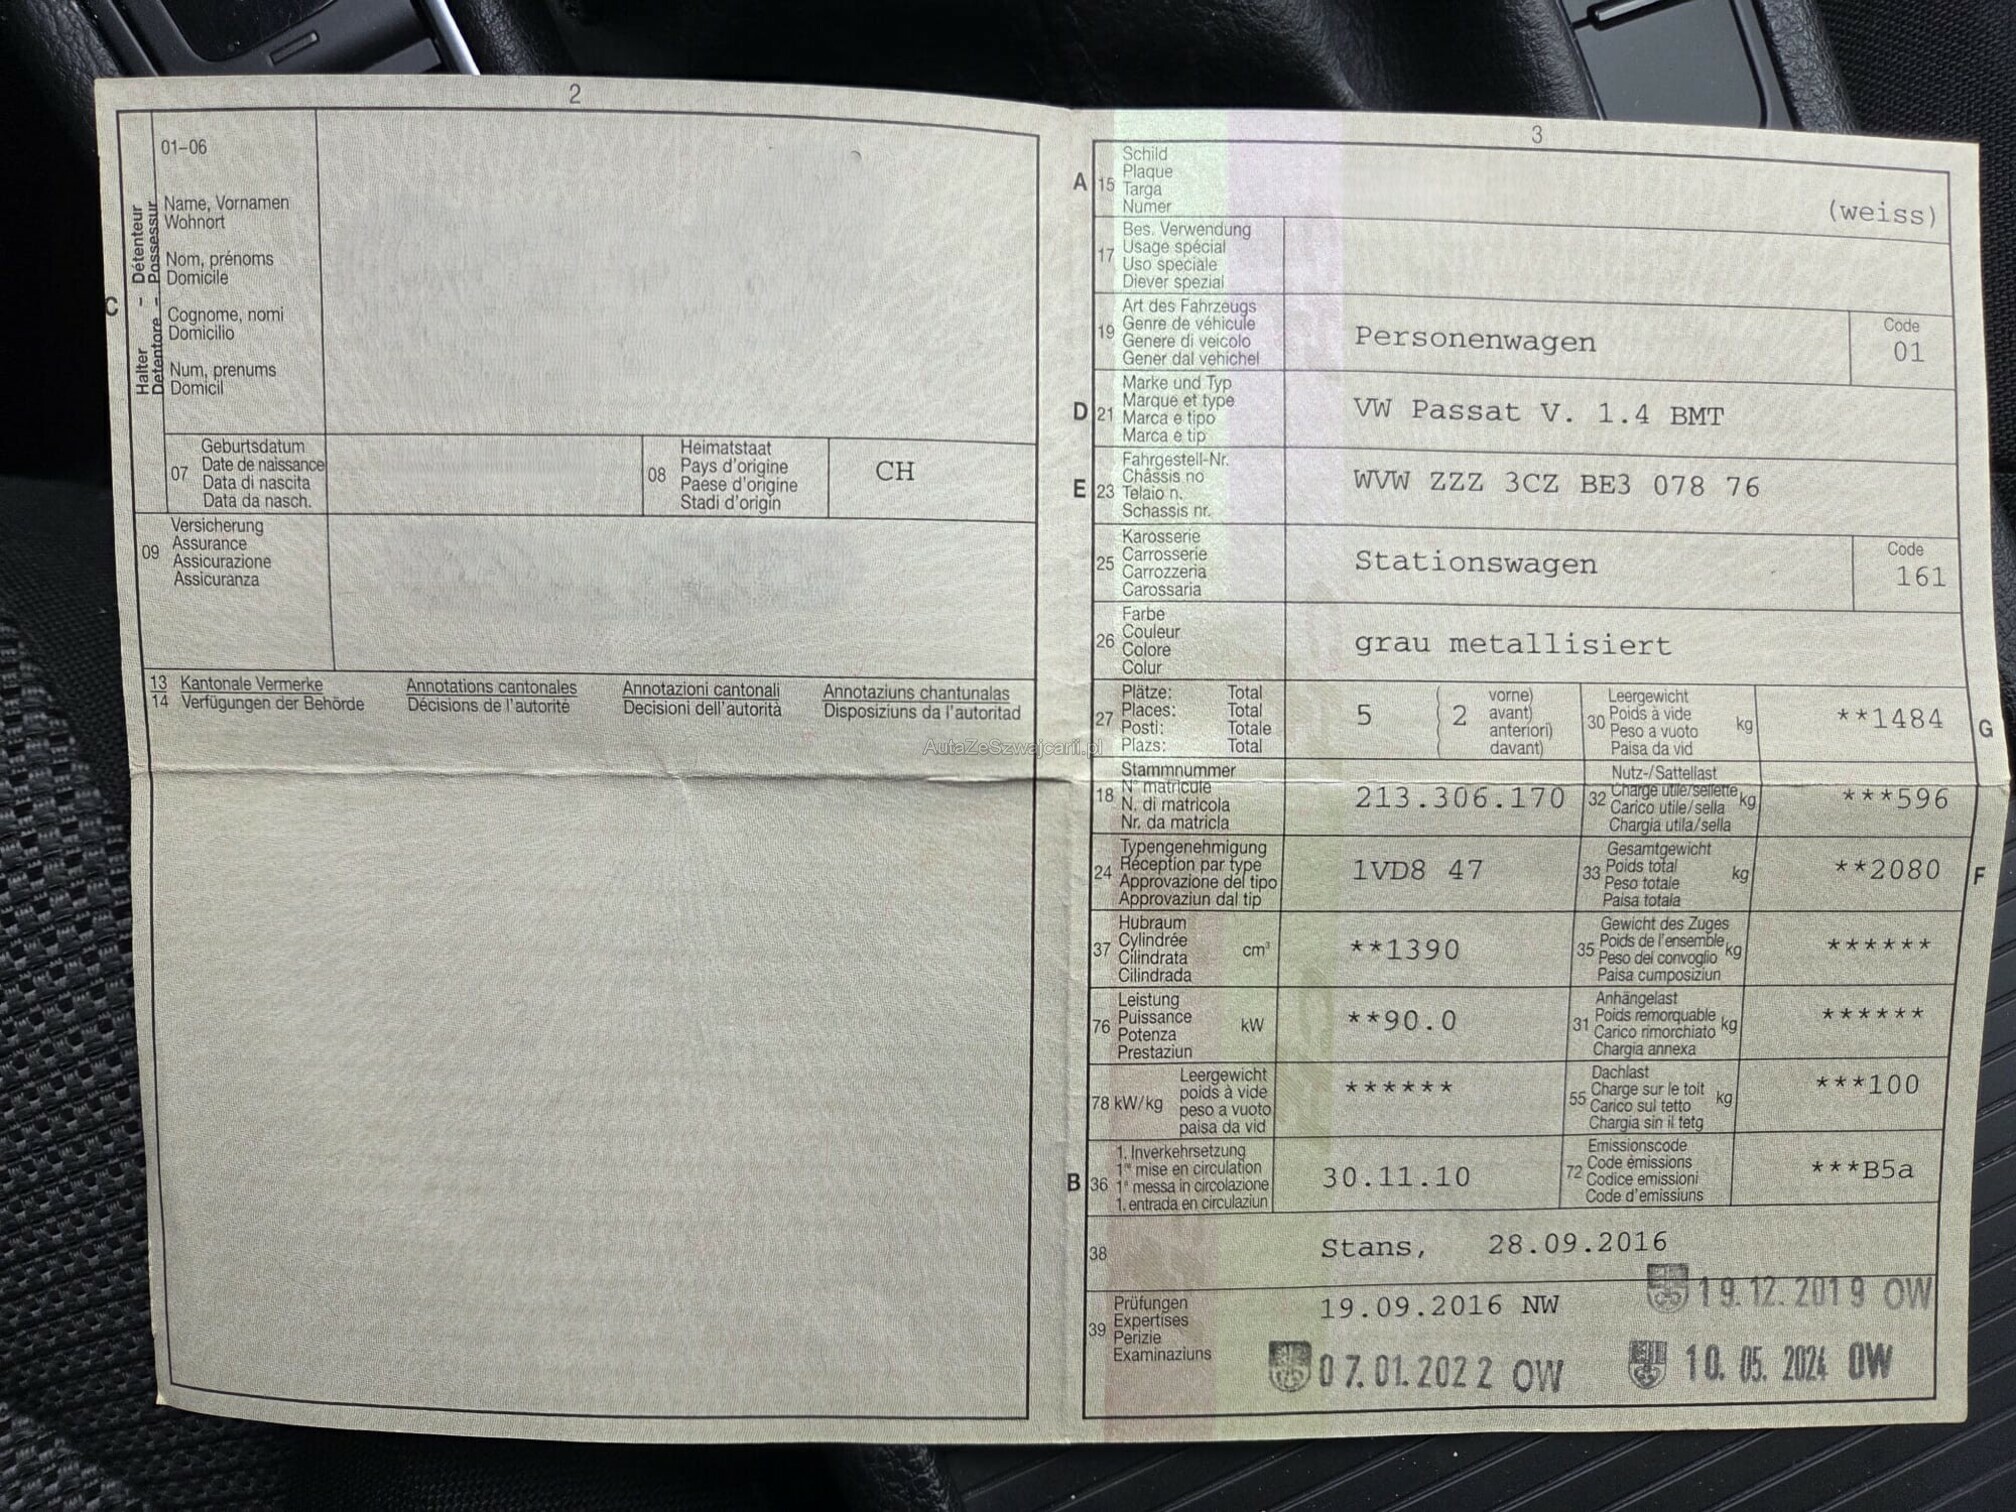 2
01-06
Halter - Détenteur
Detentore - Possessur
C
Name, Vornamen
Wohnort
Nom, prénoms
Domicile
Cognome, nomi
Domicilio
Num, prenums
Domicil
07
Geburtsdatum
Date de naissance
Data di nascita
Data da nasch.
08
Heimatstaat
Pays d'origine
Paese d'origine
Stadi d'origin
CH
09
Versicherung
Assurance
Assicurazione
Assicuranza
13 Kantonale Vermerke Annotations cantonales Annotazioni cantonali Annotaziuns chantunalas
14 Verfügungen der Behörde Décisions de l'autorité Decisioni dell'autorità Disposiziuns da l'autoritad
AutaZeSzwajcarii.pl
3
A 15
Schild
Plaque
Targa
Numer
(weiss)
17
Bes. Verwendung
Usage spécial
Uso speciale
Diever spezial
19
Art des Fahrzeugs
Genre de véhicule
Genere di veicolo
Gener dal vehichel
Personenwagen
Code
01
D 21
Marke und Typ
Marque et type
Marca e tipo
Marca e tip
VW Passat V. 1.4 BMT
E 23
Fahrgestell-Nr.
Châssis no
Telaio n.
Schassis nr.
WVW ZZZ 3CZ BE3 078 76
25
Karosserie
Carrosserie
Carrozzeria
Carossaria
Stationswagen
Code
161
26
Farbe
Couleur
Colore
Colur
grau metallisiert
27
Plätze: Total
Places: Total
Posti: Totale
Plazs: Total
5
( 2 vorne)
( avant)
( anteriori)
( davant)
30
Leergewicht
Poids à vide
Peso a vuoto
Paisa da vid
kg
**1484
G
18
Stammnummer
N° matricule
N. di matricola
Nr. da matricla
213.306.170
32
Nutz-/Sattellast
Charge utile/sellette
Carico utile/sella
Chargia utila/sella
kg
***596
24
Typengenehmigung
Réception par type
Approvazione del tipo
Approvaziun dal tip
1VD8 47
33
Gesamtgewicht
Poids total
Peso totale
Paisa totala
kg
**2080
F
37
Hubraum
Cylindrée
Cilindrata
Cilindrada
cm³
**1390
35
Gewicht des Zuges
Poids de l'ensemble
Peso del convoglio
Paisa cumposiziun
kg
******
76
Leistung
Puissance
Potenza
Prestaziun
kW
**90.0
31
Anhängelast
Poids remorquable
Carico rimorchiato
Chargia annexa
kg
******
78 kW/kg
Leergewicht
poids à vide
peso a vuoto
paisa da vid
******
55
Dachlast
Charge sur le toit
Carico sul tetto
Chargia sin il tetg
kg
***100
B 36
1. Inverkehrsetzung
1re mise en circulation
1a messa in circolazione
1. entrada en circulaziun
30.11.10
72
Emissionscode
Code émissions
Codice emissioni
Code d'emissiuns
***B5a
38
Stans, 28.09.2016
39
Prüfungen
Expertises
Perizie
Examinaziuns
19.09.2016 NW
19.12.2019 OW
07.01.2022 OW
10.05.2024 OW